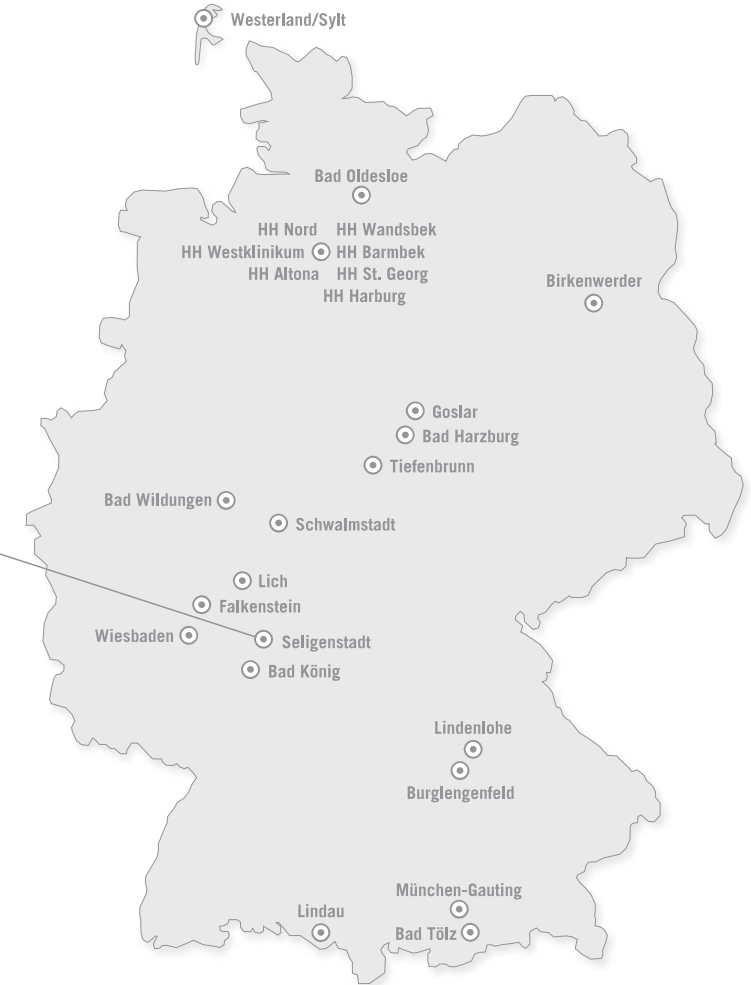 Westerland/Sylt
Bad Oldesloe
HH Nord HH Wandsbek
HH Westklinikum HH Barmbek
HH Altona HH St. Georg
HH Harburg
Birkenwerder
Goslar
Bad Harzburg
Tiefenbrunn
Bad Wildungen
Schwalmstadt
Lich
Falkenstein
Wiesbaden
Seligenstadt
Bad König
Lindenlohe
Burglengenfeld
München-Gauting
Lindau
Bad Tölz